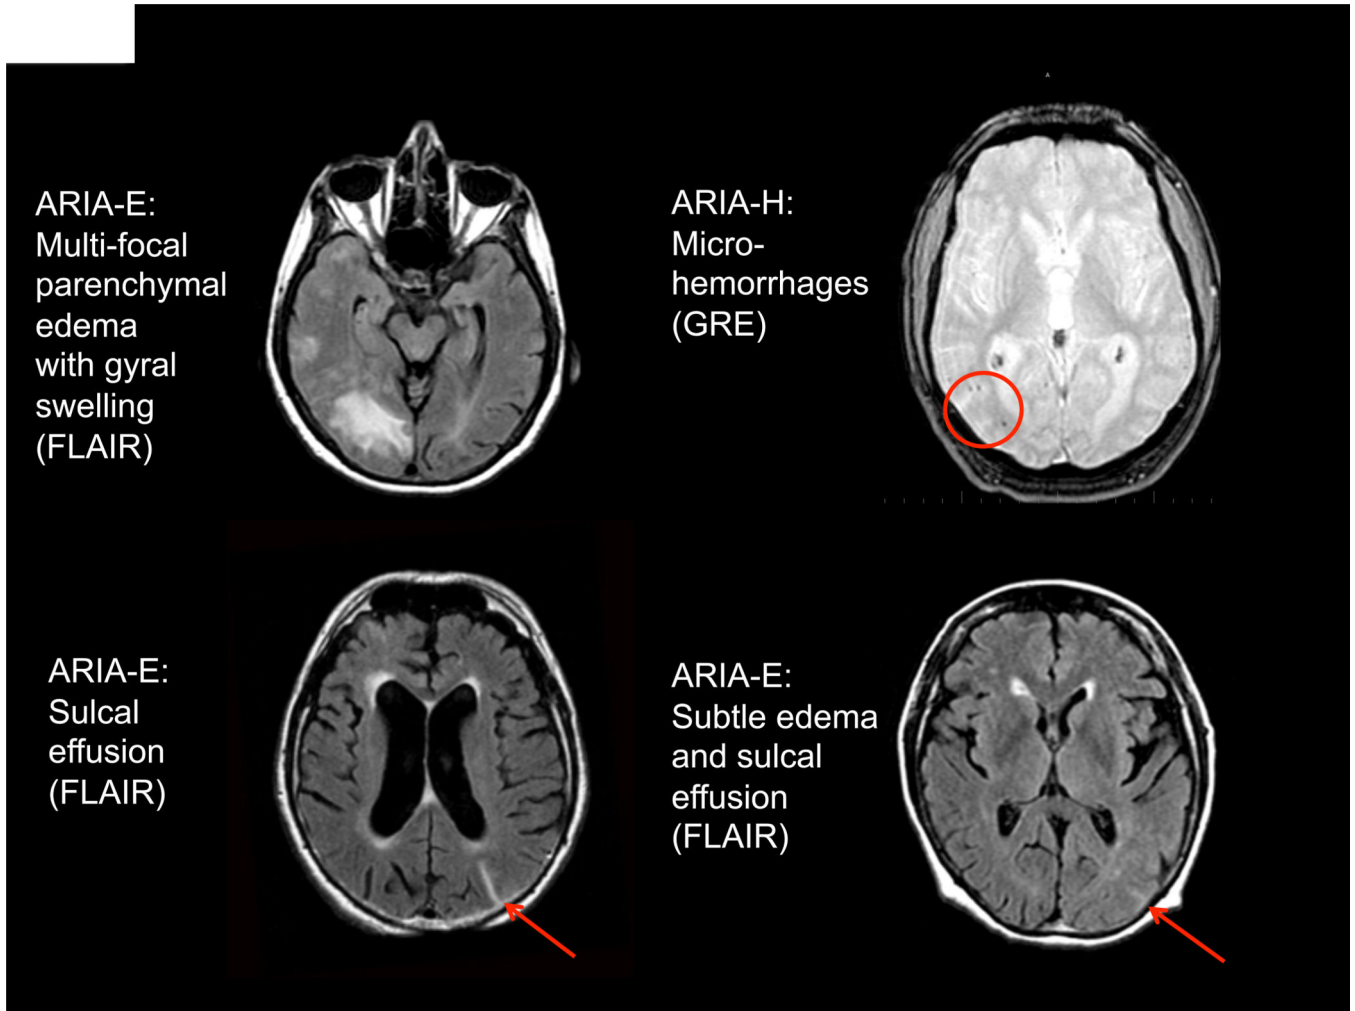 ARIA-E:
Multi-focal
parenchymal
edema
with gyral
swelling
(FLAIR)
A
ARIA-H:
Micro-
hemorrhages
(GRE)
ARIA-E:
Sulcal
effusion
(FLAIR)
ARIA-E:
Subtle edema
and sulcal
effusion
(FLAIR)